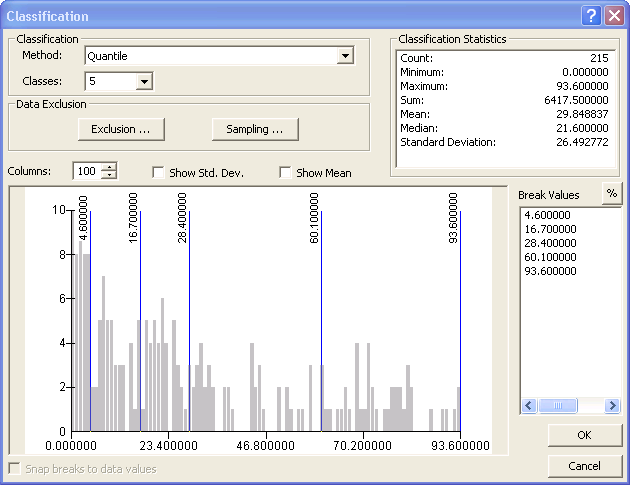 Classification
Classification
Method: Quantile
Classes: 5
Data Exclusion
Exclusion ...
Sampling ...
Classification Statistics
Count: 215
Minimum: 0.000000
Maximum: 93.600000
Sum: 6417.500000
Mean: 29.848837
Median: 21.600000
Standard Deviation: 26.492772
Columns: 100
Show Std. Dev.
Show Mean
Break Values
%
4.600000
16.700000
28.400000
60.100000
93.600000
4.600000
16.700000
28.400000
60.100000
93.600000
10
8
6
4
2
0
0.000000
23.400000
46.800000
70.200000
93.600000
Snap breaks to data values
OK
Cancel